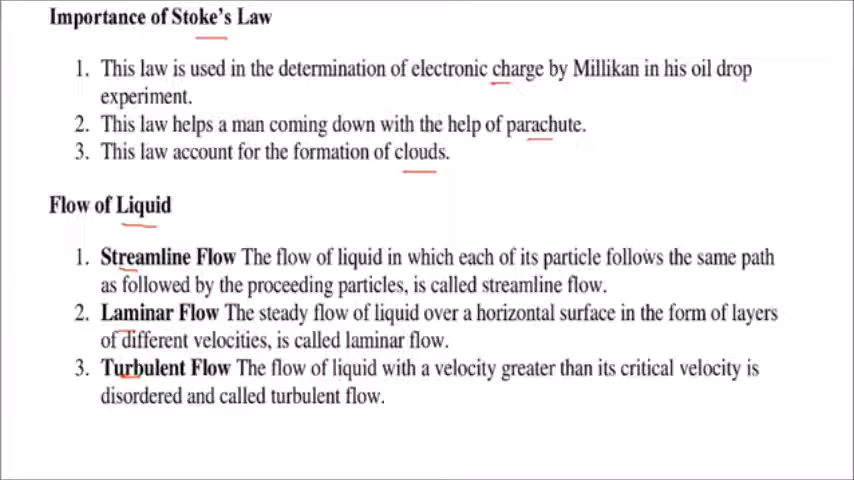 Importance of Stoke's Law
1. This law is used in the determination of electronic charge by Millikan in his oil drop
experiment.
2. This law helps a man coming down with the help of parachute.
3. This law account for the formation of clouds.
Flow of Liquid
1. Streamline Flow The flow of liquid in which each of its particle follows the same path
as followed by the proceeding particles, is called streamline flow.
2. Laminar Flow The steady flow of liquid over a horizontal surface in the form of layers
of different velocities, is called laminar flow.
3. Turbulent Flow The flow of liquid with a velocity greater than its critical velocity is
disordered and called turbulent flow.